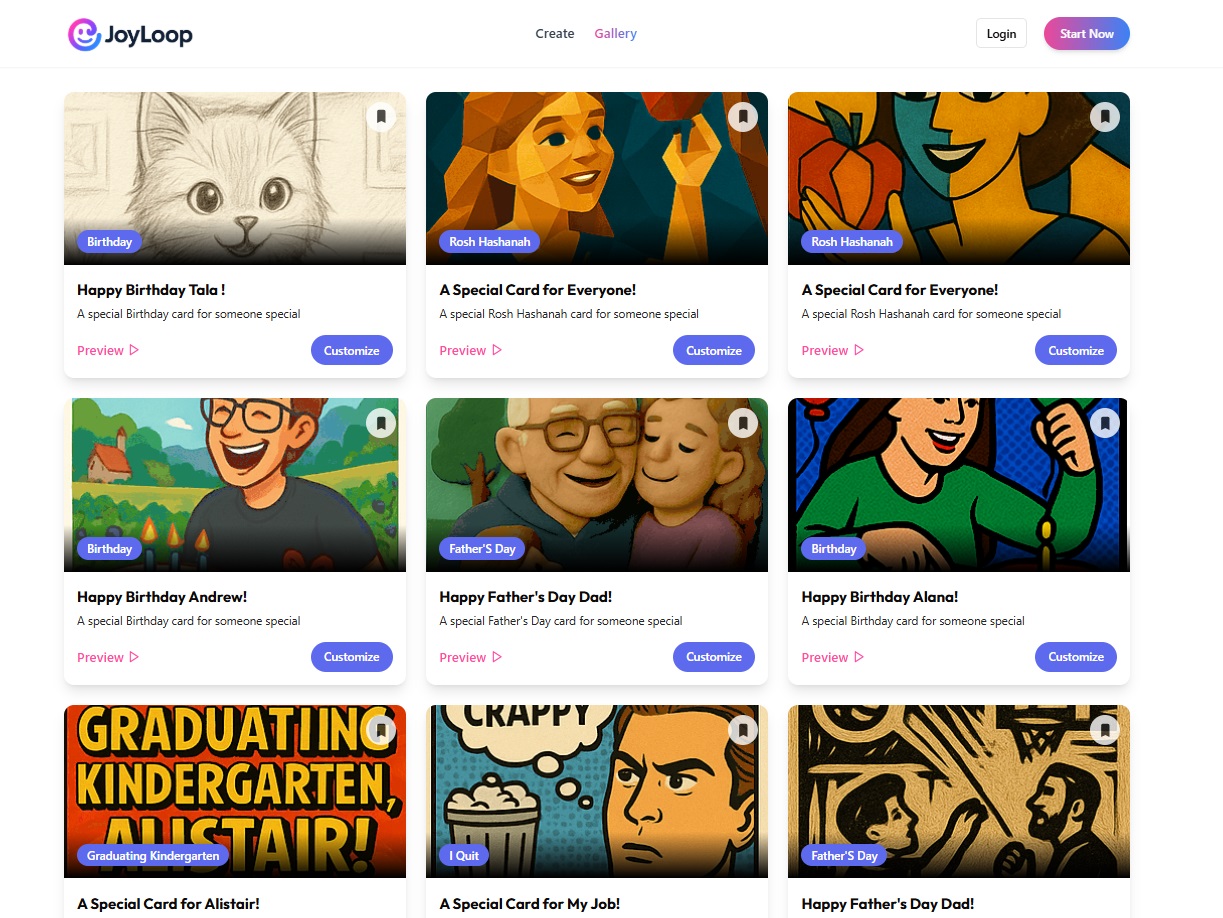 JoyLoop
Create Gallery
Login
Start Now
Birthday
Happy Birthday Tala !
A special Birthday card for someone special
Preview
Customize
Rosh Hashanah
A Special Card for Everyone!
A special Rosh Hashanah card for someone special
Preview
Customize
Rosh Hashanah
A Special Card for Everyone!
A special Rosh Hashanah card for someone special
Preview
Customize
Birthday
Happy Birthday Andrew!
A special Birthday card for someone special
Preview
Customize
Father'S Day
Happy Father's Day Dad!
A special Father's Day card for someone special
Preview
Customize
Birthday
Happy Birthday Alana!
A special Birthday card for someone special
Preview
Customize
GRADUATIING
KINDERGARTEN,
ALISTAIR!
Graduating Kindergarten
A Special Card for Alistair!
CRAPPY
I Quit
A Special Card for My Job!
Father'S Day
Happy Father's Day Dad!